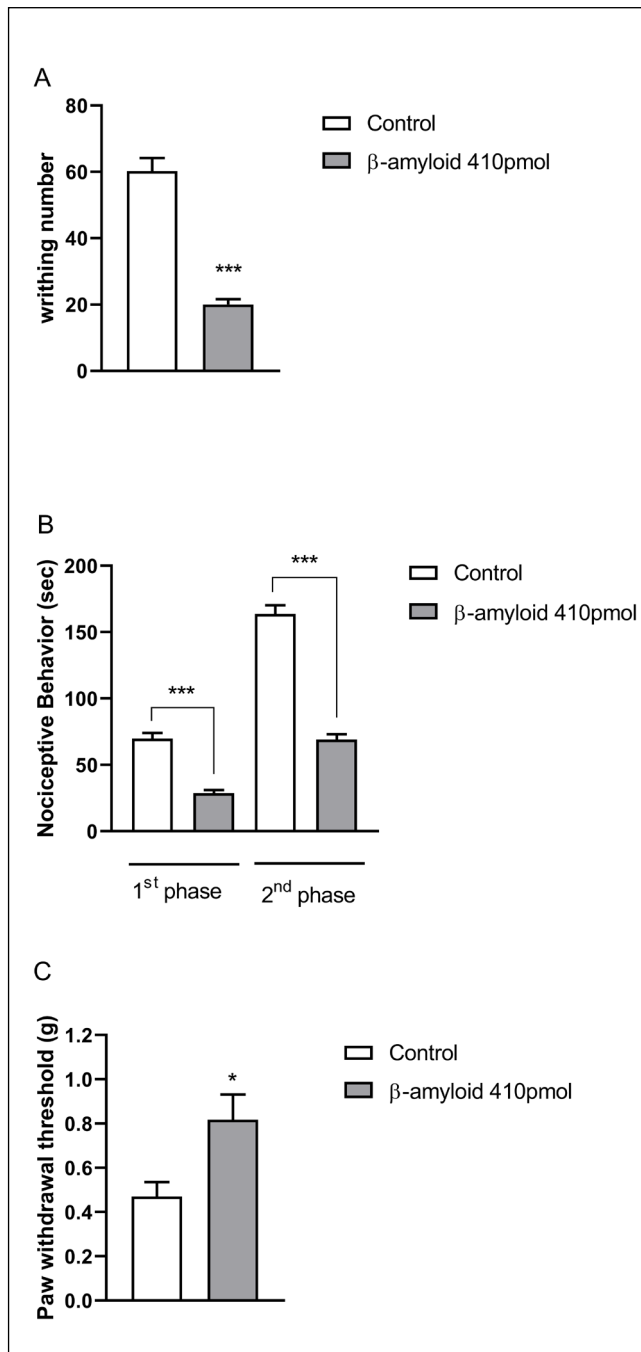 A
80
60
40
20
0
writhing number
***
Control
β-amyloid 410pmol
B
200
150
100
50
0
Nociceptive Behavior (sec)
***
***
Control
β-amyloid 410pmol
1st phase
2nd phase
C
1.2
1.0
0.8
0.6
0.4
0.2
0.0
Paw withdrawal threshold (g)
*
Control
β-amyloid 410pmol